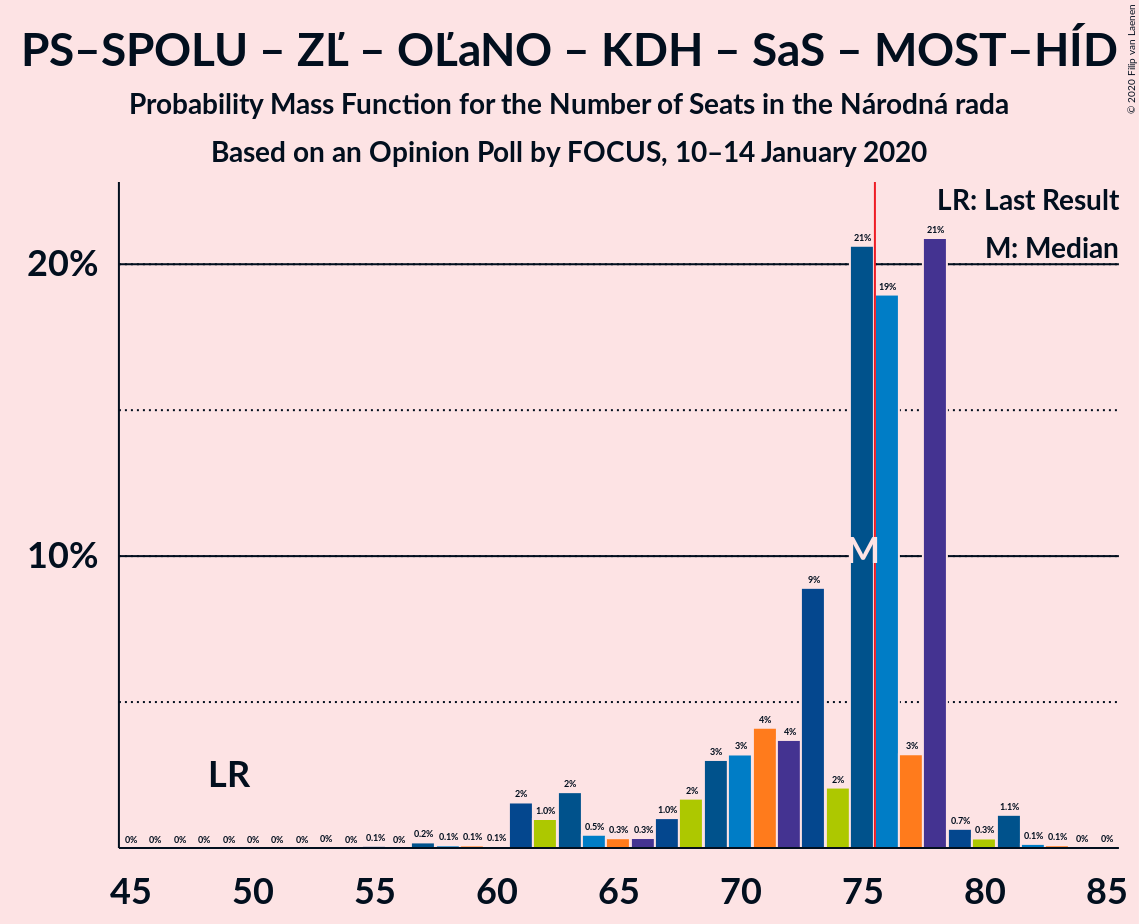 PS–SPOLU – ZĽ – OĽaNO – KDH – SaS – MOST–HÍD
Probability Mass Function for the Number of Seats in the Národná rada
Based on an Opinion Poll by FOCUS, 10–14 January 2020
© 2020 Filip van Laenen
LR: Last Result
M: Median
20%
10%
LR
M
0% 0% 0% 0% 0% 0% 0% 0% 0% 0% 0.1% 0% 0.2% 0.1% 0.1% 0.1% 2% 1.0% 2% 0.5% 0.3% 0.3% 1.0% 2% 3% 3% 4% 4% 9% 2% 21% 19% 3% 21% 0.7% 0.3% 1.1% 0.1% 0.1% 0% 0%
45 50 55 60 65 70 75 80 85